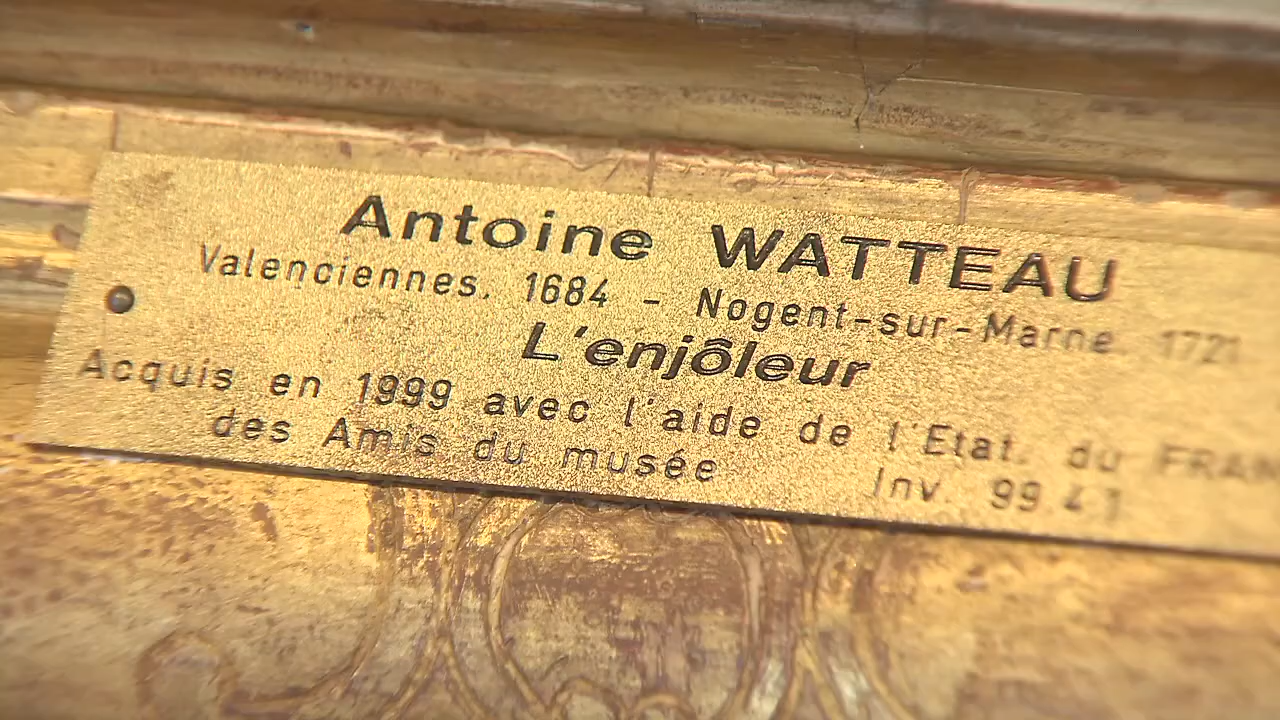 Antoine WATTEAU
Valenciennes, 1684 - Nogent-sur-Marne 1721
L'enjôleur
Acquis en 1999 avec l'aide de l'Etat, du
des Amis du musée Inv. 99.4.1